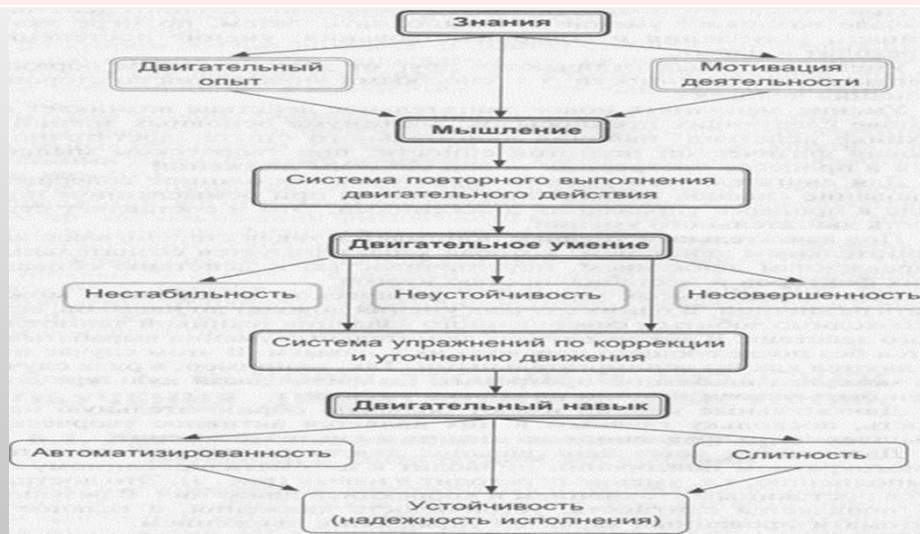 Знания
Двигательный
опыт
Мотивация
деятельности
Мышление
Система повторного выполнения
двигательного действия
Двигательное умение
Нестабильность
Неустойчивость
Несовершенность
Система упражнений по коррекции
и уточнению движения
Двигательный навык
Автоматизированность
Слитность
Устойчивость
(надежность исполнения)